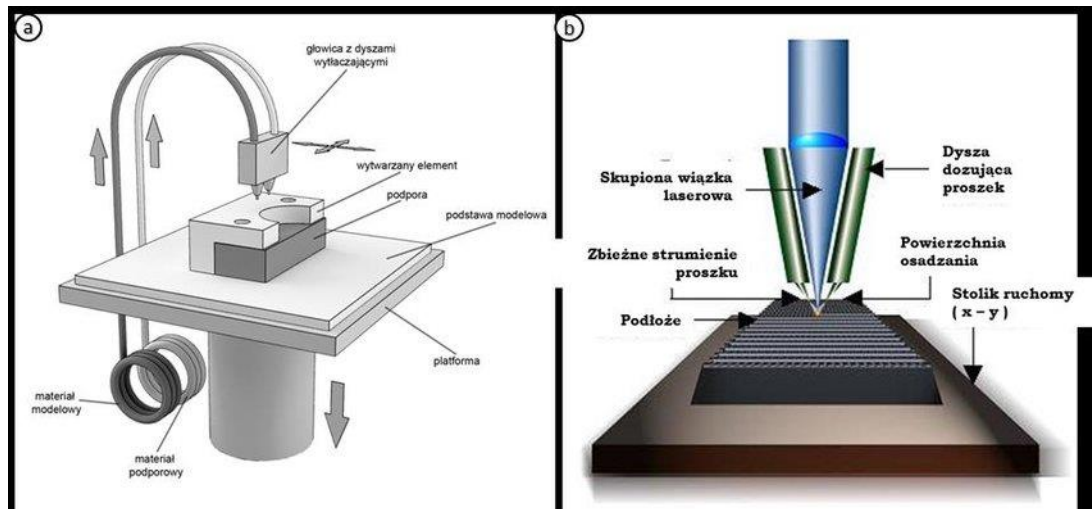 a
głowica z dyszami
wytłaczającymi
wytwarzany element
podpora
podstawa modelowa
platforma
materiał
modelowy
materiał
podporowy
b
Skupiona wiązka
laserowa
Dysza
dozująca
proszek
Zbieżne strumienie
proszku
Powierzchnia
osadzania
Podłoże
Stolik ruchomy
( x – y )